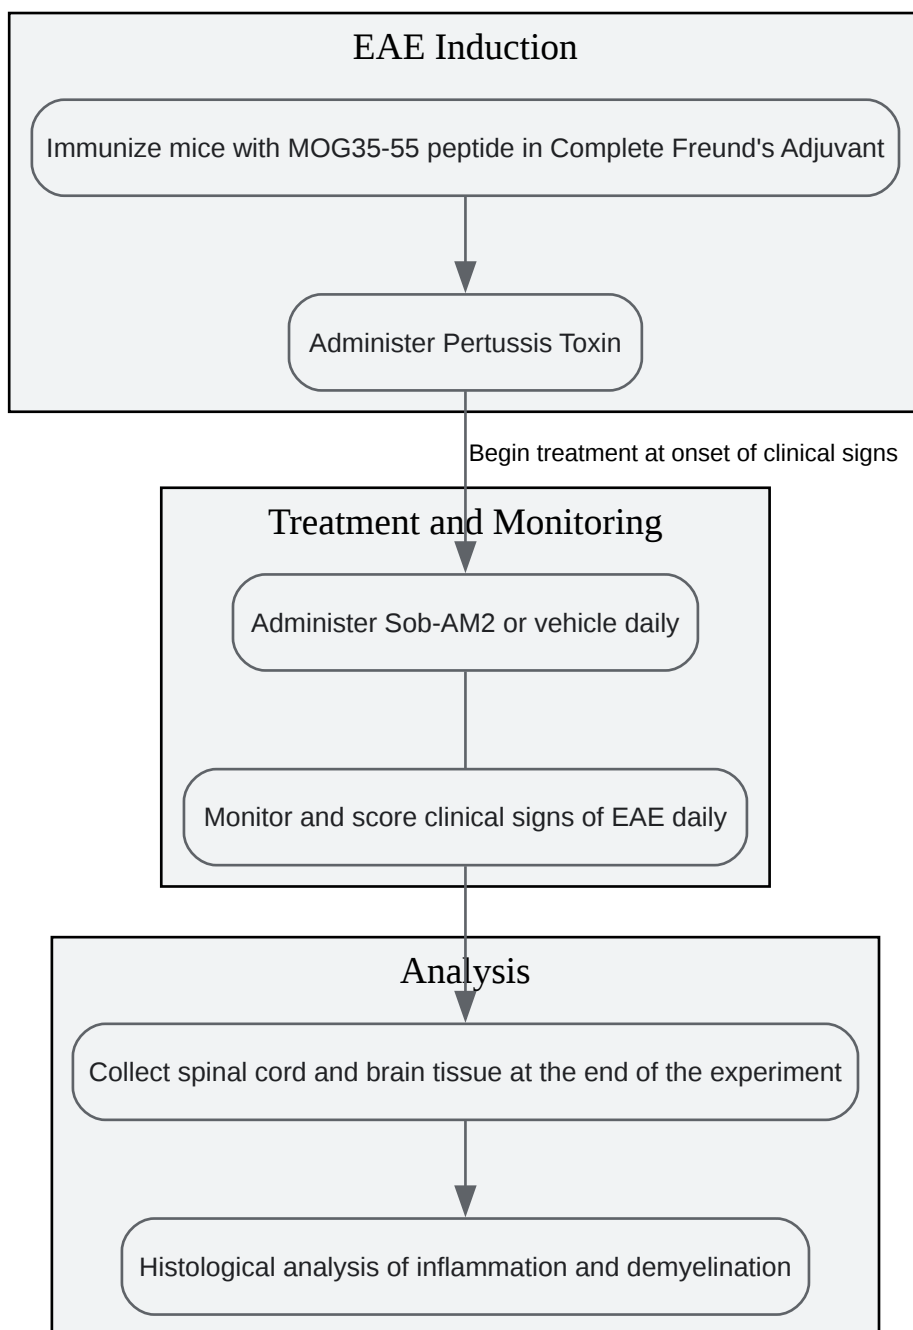 EAE Induction
Immunize mice with MOG35-55 peptide in Complete Freund's Adjuvant
Administer Pertussis Toxin
Begin treatment at onset of clinical signs
Treatment and Monitoring
Administer Sob-AM2 or vehicle daily
Monitor and score clinical signs of EAE daily
Analysis
Collect spinal cord and brain tissue at the end of the experiment
Histological analysis of inflammation and demyelination